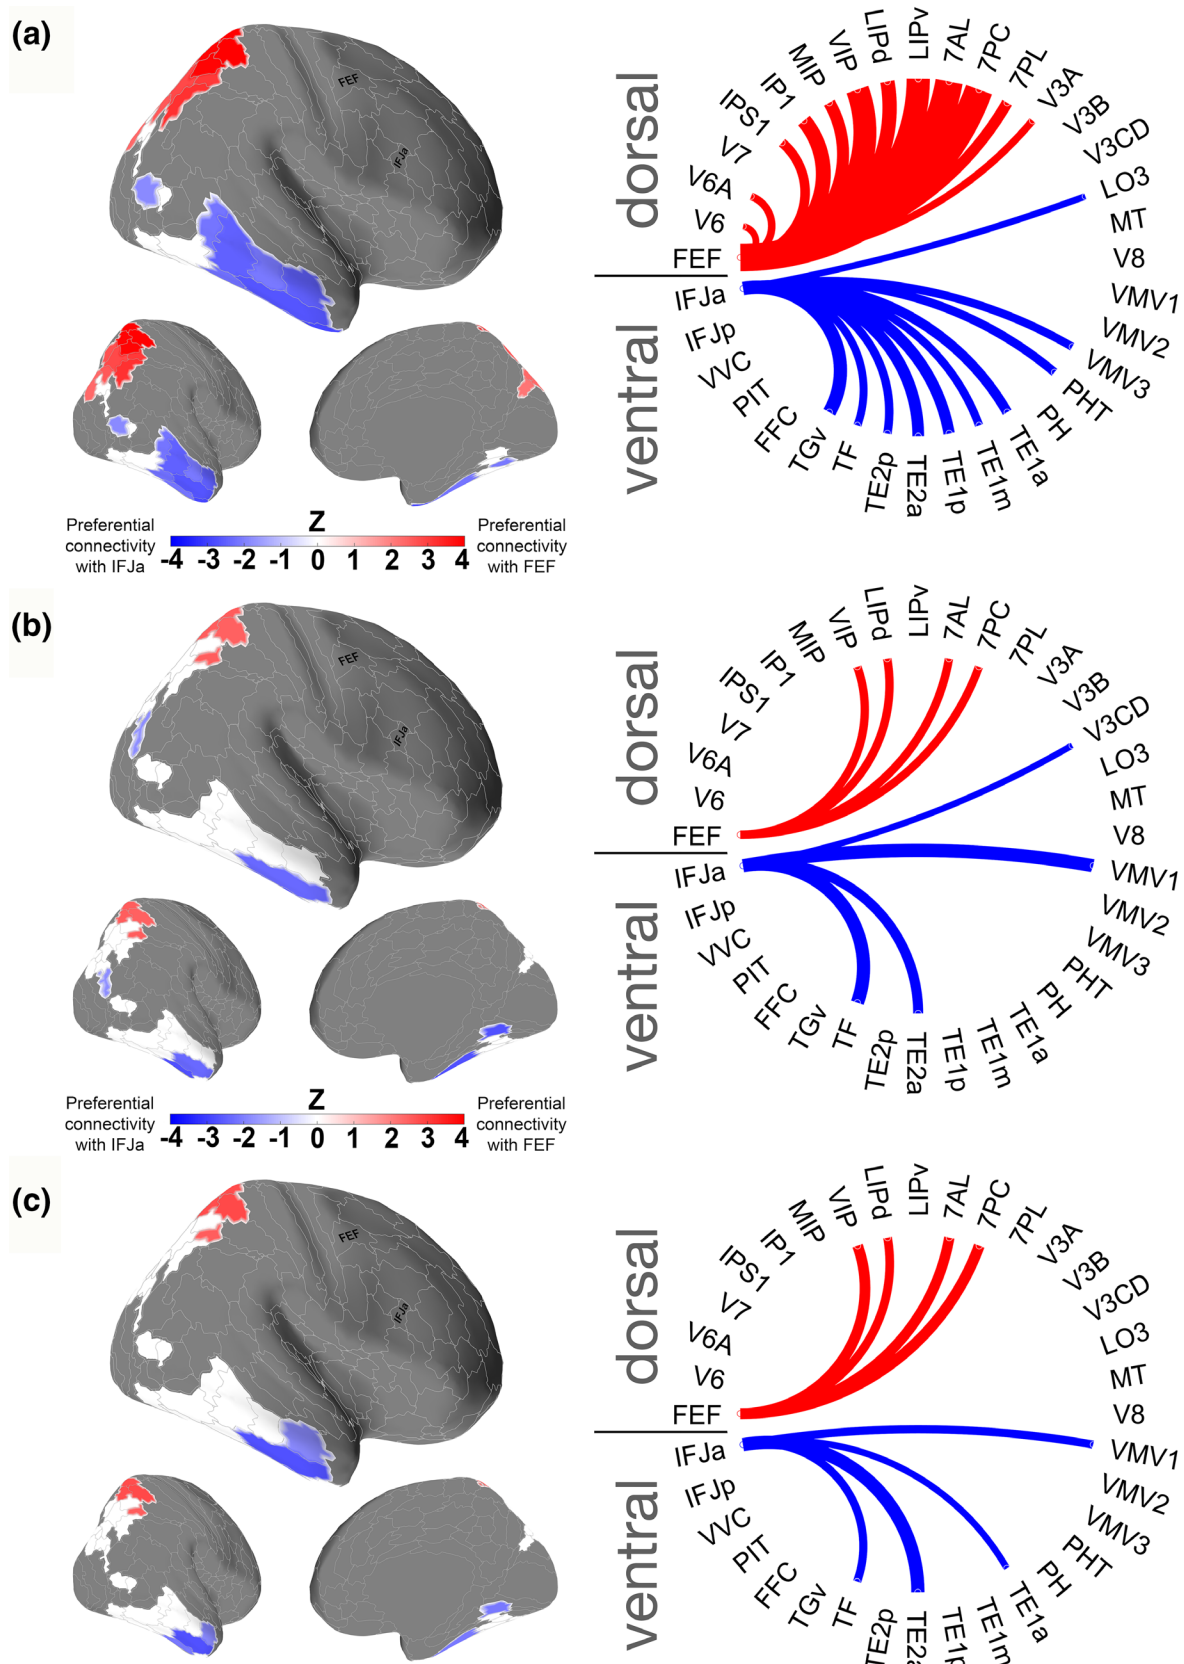 (a)
FEF
IFJa
Preferential
connectivity
with IFJa
Z
-4 -3 -2 -1 0 1 2 3 4
Preferential
connectivity
with FEF
dorsal
ventral
FEF
V6
V6A
V7
IPS1
IP1
MIP
VIP
LIPd
LIPv
7AL
7PC
7PL
V3A
V3B
V3CD
LO3
MT
V8
VMV1
VMV2
VMV3
PHT
PH
TE1a
TE1m
TE1p
TE2a
TE2p
TF
TGv
FFC
PIT
VVC
IFJp
IFJa
(b)
FEF
IFJa
Preferential
connectivity
with IFJa
Z
-4 -3 -2 -1 0 1 2 3 4
Preferential
connectivity
with FEF
dorsal
ventral
FEF
V6
V6A
V7
IPS1
IP1
MIP
VIP
LIPd
LIPv
7AL
7PC
7PL
V3A
V3B
V3CD
LO3
MT
V8
VMV1
VMV2
VMV3
PHT
PH
TE1a
TE1m
TE1p
TE2a
TE2p
TF
TGv
FFC
PIT
VVC
IFJp
IFJa
(c)
FEF
IFJa
dorsal
ventral
FEF
V6
V6A
V7
IPS1
IP1
MIP
VIP
LIPd
LIPv
7AL
7PC
7PL
V3A
V3B
V3CD
LO3
MT
V8
VMV1
VMV2
VMV3
PHT
PH
TE1a
TE1m
TE1p
TE2a
TE2p
TF
TGv
FFC
PIT
VVC
IFJp
IFJa